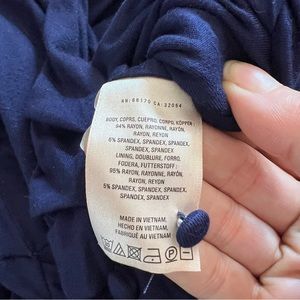 RN: 66170 CA: 32084
BODY, CORPS, CUERPO, CORPO, KÖPPER:
94% RAYON, RAYONNE, RAYÓN,
RAYON, REYON
6% SPANDEX, SPANDEX, SPANDEX,
SPANDEX, SPANDEX
LINING, DOUBLURE, FORRO,
FODERA, FUTTERSTOFF:
95% RAYON, RAYONNE, RAYÓN,
RAYON, REYON
5% SPANDEX, SPANDEX, SPANDEX,
SPANDEX, SPANDEX
MADE IN VIETNAM,
HECHO EN VIETNAM,
FABRIQUÉ AU VIETNAM